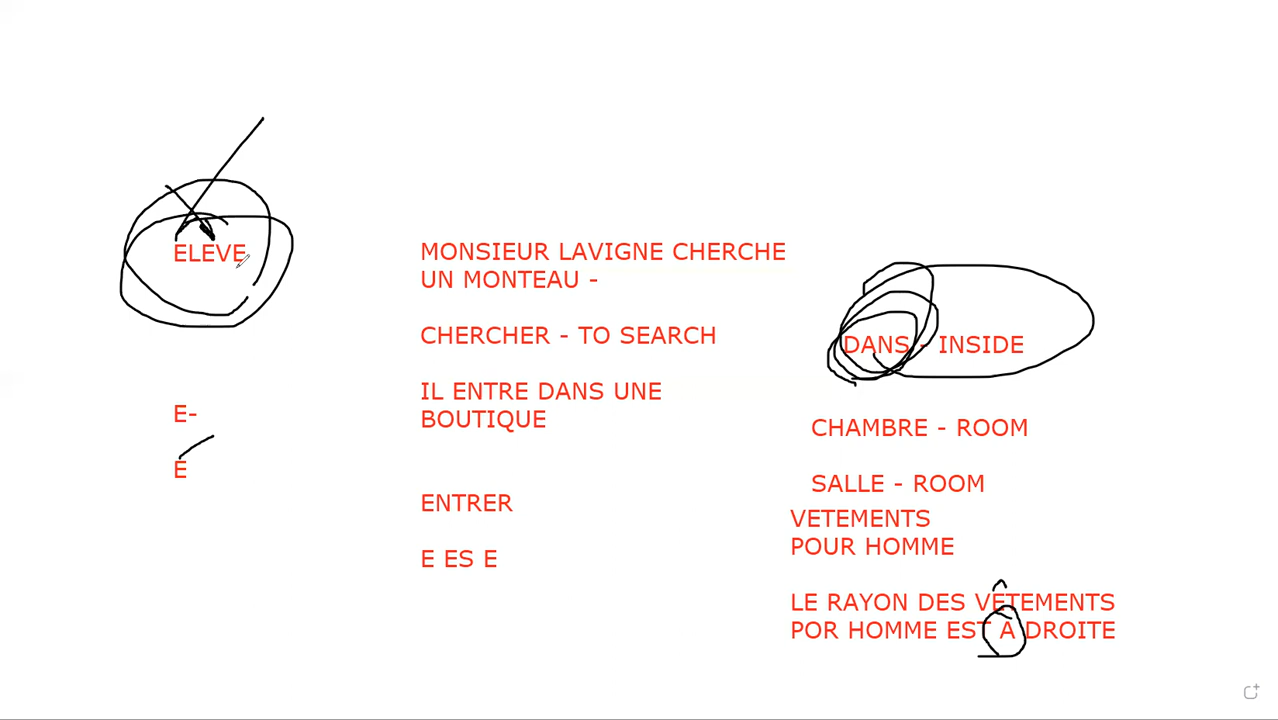 ELEVE
E-
E
MONSIEUR LAVIGNE CHERCHE
UN MONTEAU -
CHERCHER - TO SEARCH
IL ENTRE DANS UNE
BOUTIQUE
ENTRER
E ES E
DANS - INSIDE
CHAMBRE - ROOM
SALLE - ROOM
VETEMENTS
POUR HOMME
LE RAYON DES VÊTEMENTS
POR HOMME EST A DROITE